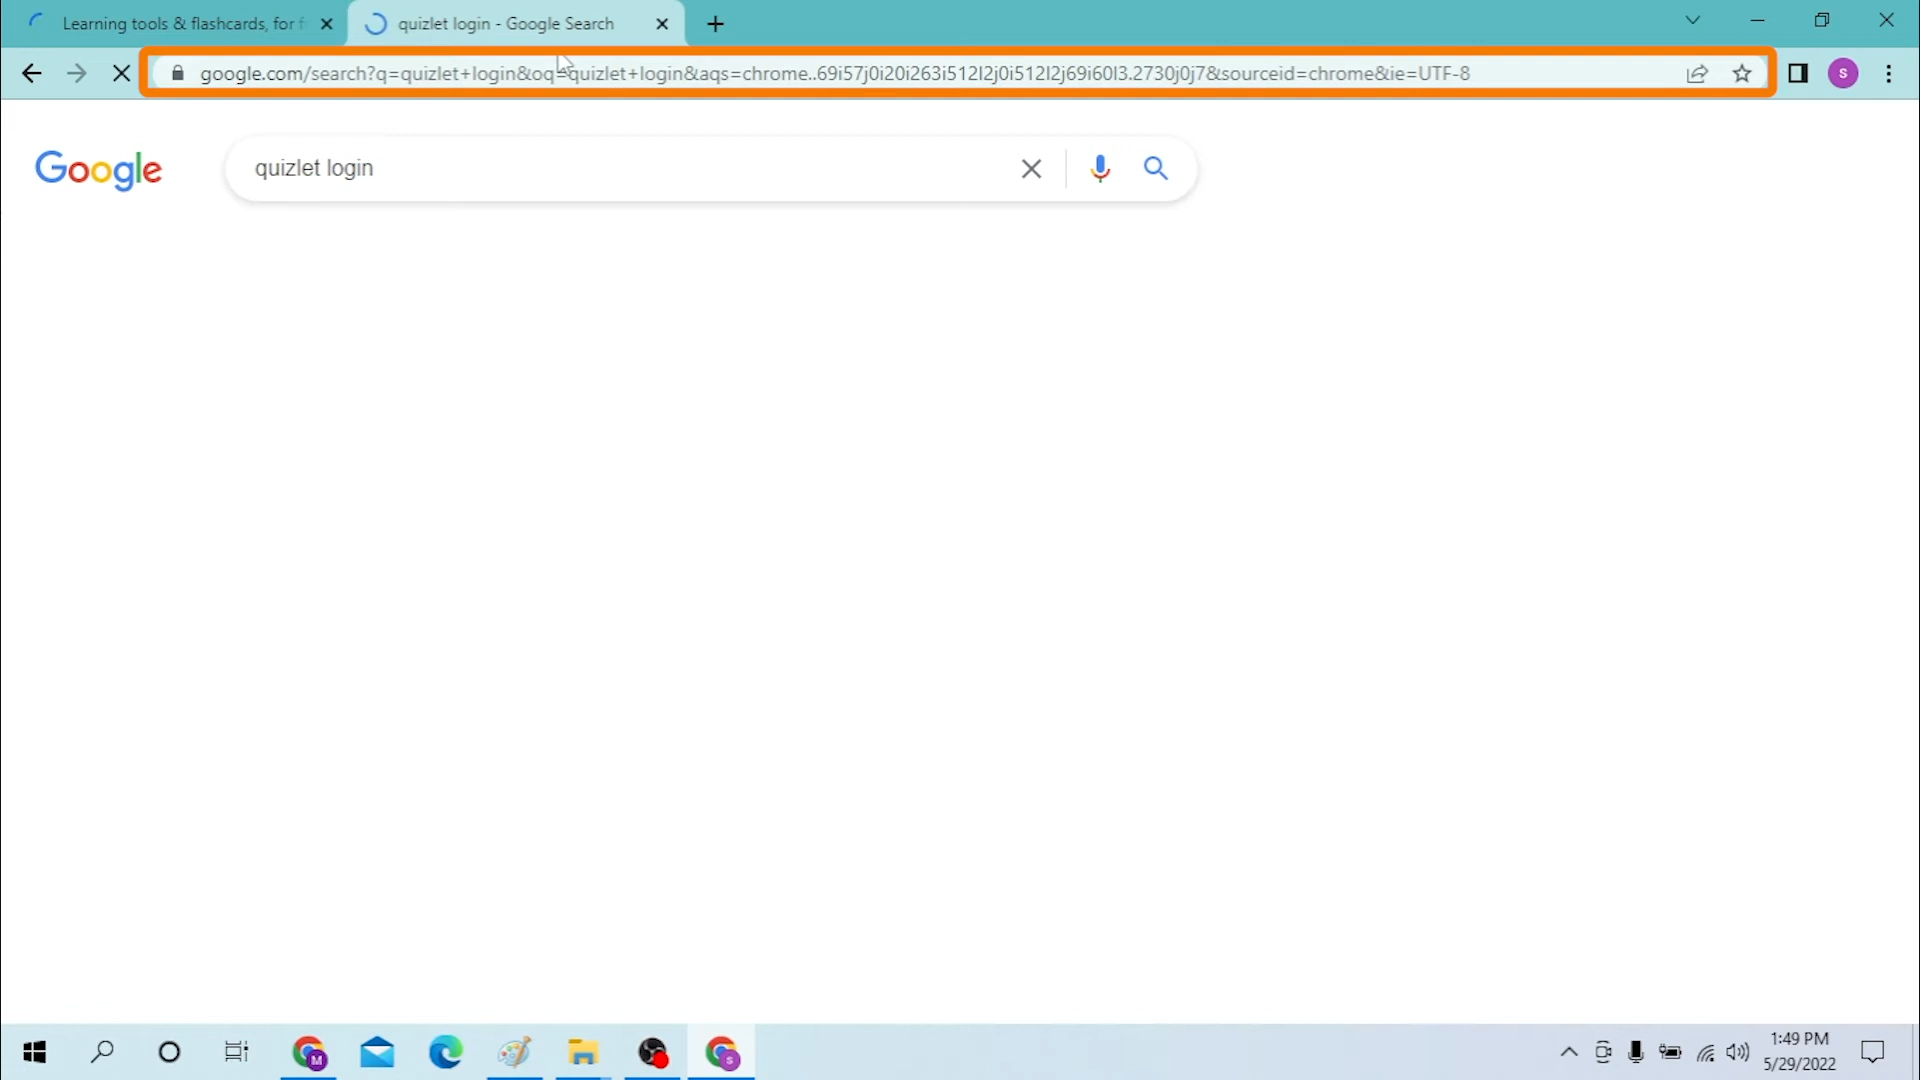 Learning tools & flashcards, for f
quizlet login - Google Search
google.com/search?q=quizlet+login&oq=quizlet+login&aqs=chrome..69i57j0i20i263i512l2j0i512l2j69i60l3.2730j0j7&sourceid=chrome&ie=UTF-8
S
Google
quizlet login
M
S
1:49 PM
5/29/2022